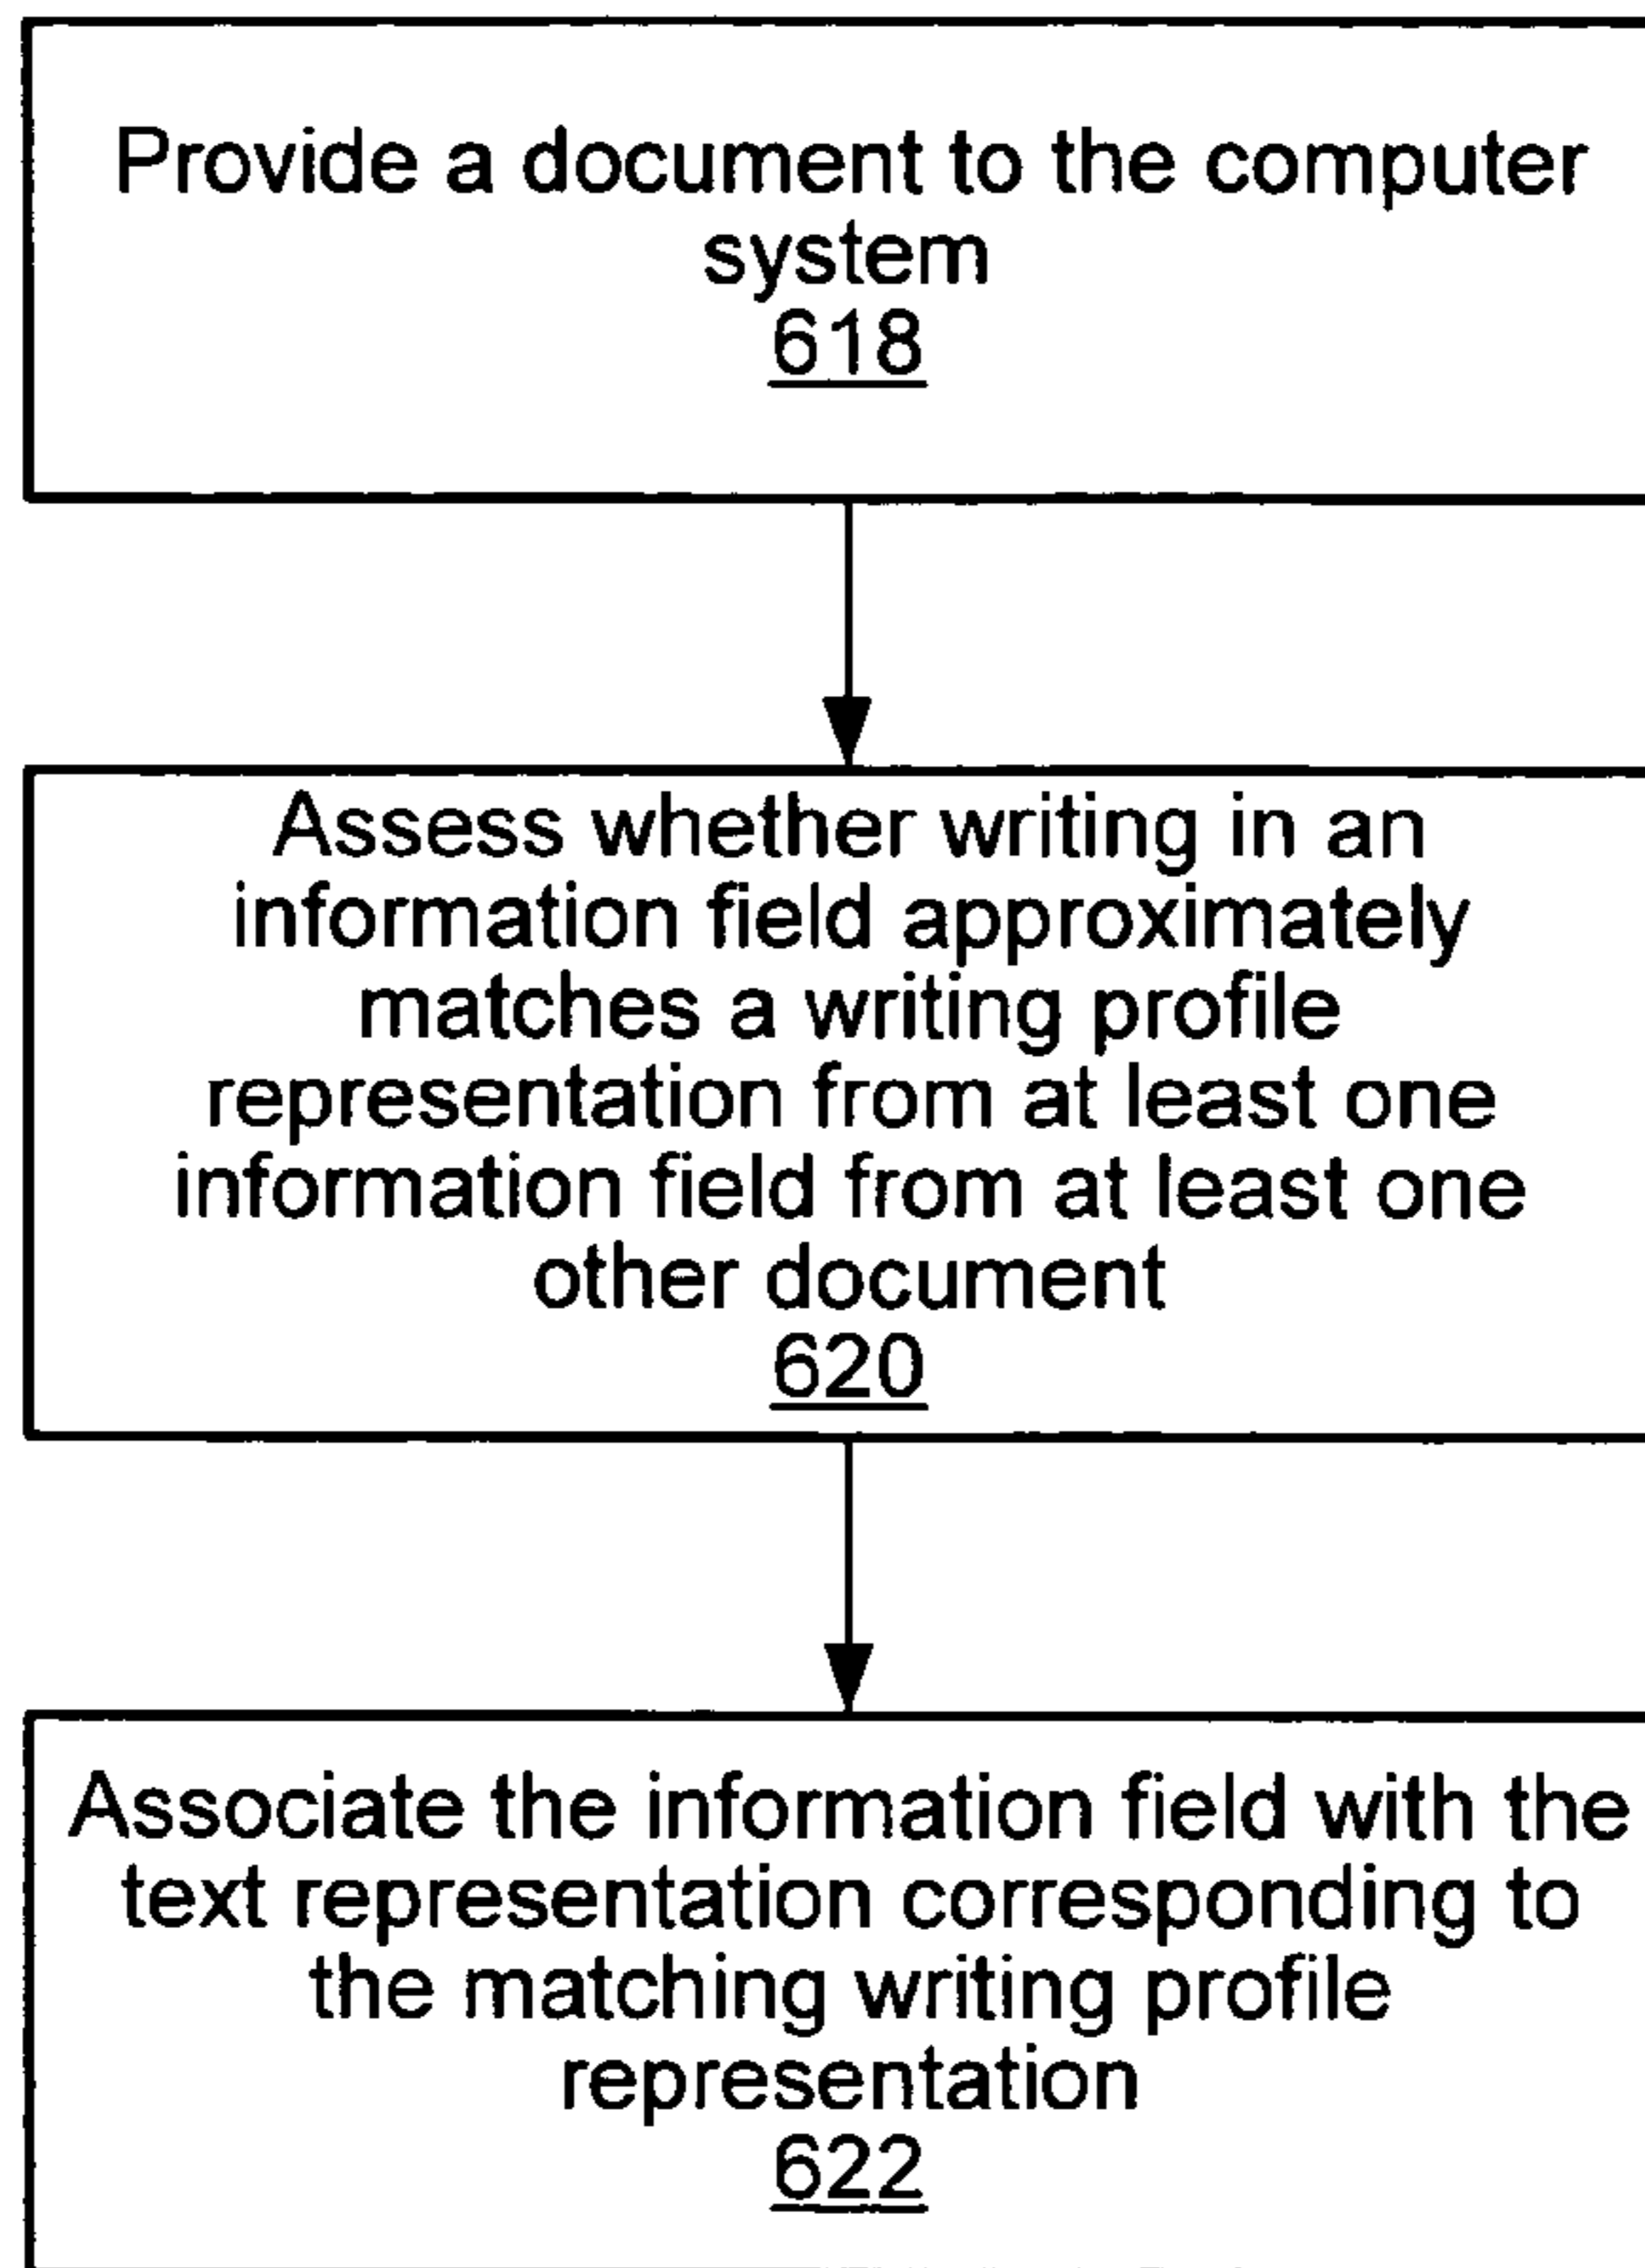 Provide a document to the computer
system
618
Assess whether writing in an
information field approximately
matches a writing profile
representation from at least one
information field from at least one
other document
620
Associate the information field with the
text representation corresponding to
the matching writing profile
representation
622